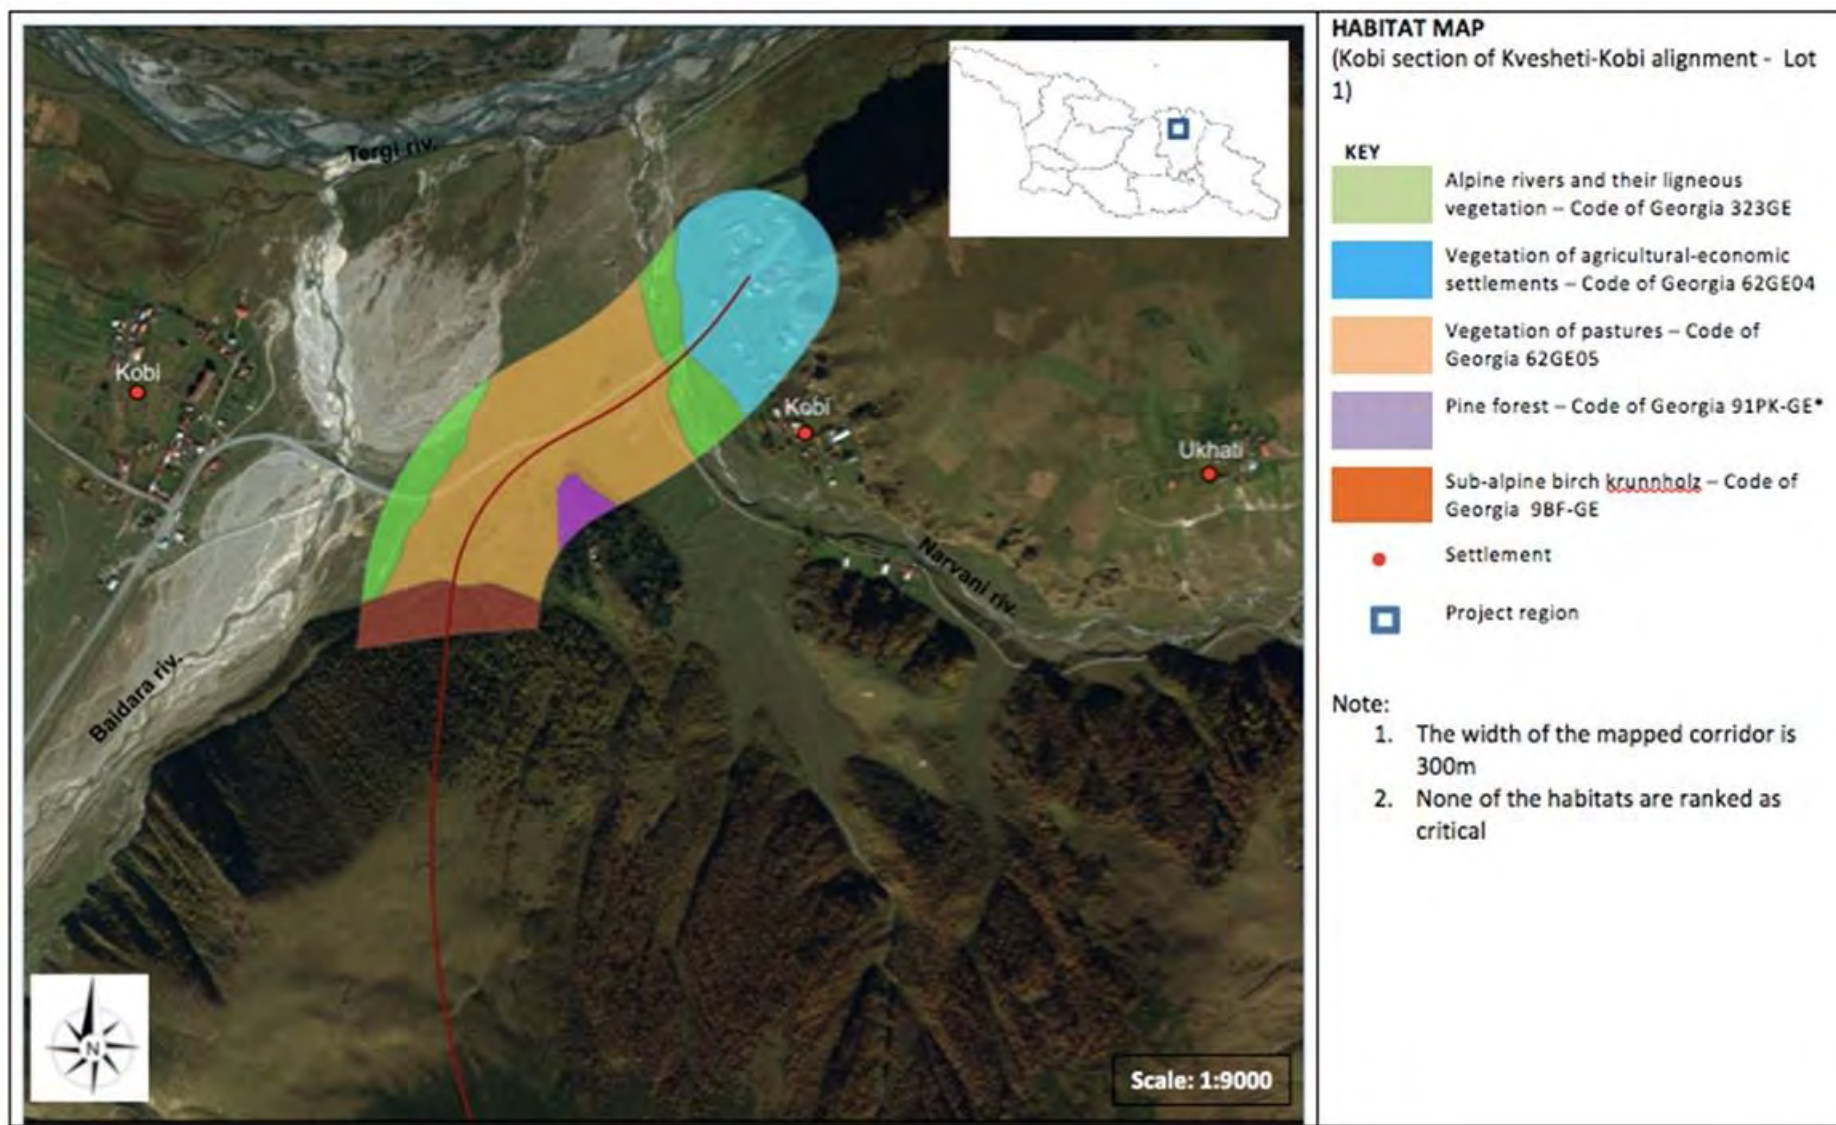 HABITAT MAP
(Kobi section of Kvesheti-Kobi alignment - Lot
1)
KEY
Alpine rivers and their ligneous
vegetation – Code of Georgia 323GE
Vegetation of agricultural-economic
settlements – Code of Georgia 62GE04
Vegetation of pastures – Code of
Georgia 62GE05
Pine forest – Code of Georgia 91PK-GE*
Sub-alpine birch krunnholz – Code of
Georgia 9BF-GE
Settlement
Project region
Note:
1. The width of the mapped corridor is
300m
2. None of the habitats are ranked as
critical
Tergi riv.
Kobi
Kobi
Ukhati
Narvani riv.
Baidara riv.
N
Scale: 1:9000